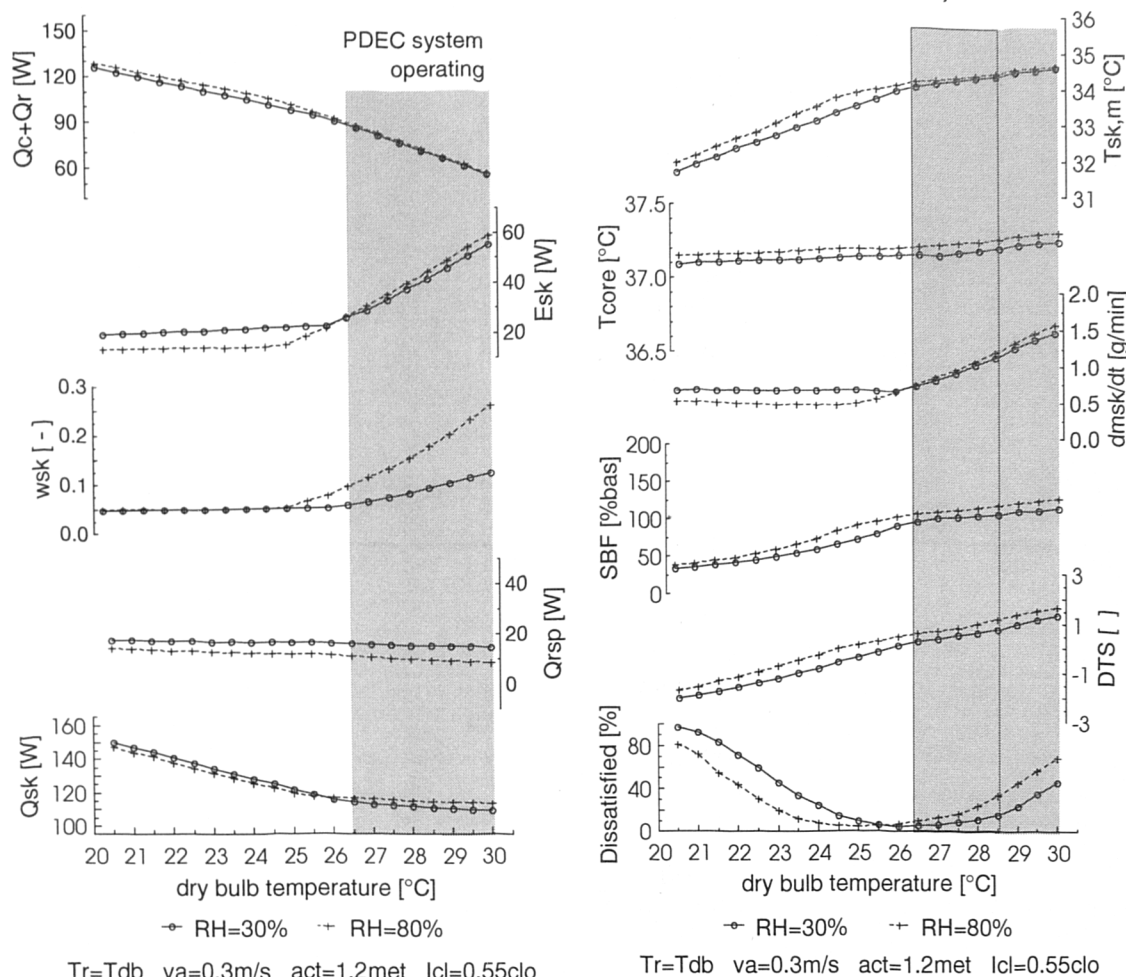 PDEC system
operating
Qc+Qr [W]
150
120
90
60
Esk [W]
60
40
20
wsk [ - ]
0.3
0.2
0.1
0.0
Qrsp [W]
40
20
0
Qsk [W]
160
140
120
100
20 21 22 23 24 25 26 27 28 29 30
dry bulb temperature [°C]
RH=30% RH=80%
Tr=Tdb va=0.3m/s act=1.2met Icl=0.55clo
Tsk,m [°C]
36
35
34
33
32
31
Tcore [°C]
37.5
37.0
36.5
dmsk/dt [g/min]
2.0
1.5
1.0
0.5
0.0
SBF [%bas]
200
150
100
50
0
DTS [ ]
3
1
-1
-3
Dissatisfied [%]
80
40
0
20 21 22 23 24 25 26 27 28 29 30
dry bulb temperature [°C]
RH=30% RH=80%
Tr=Tdb va=0.3m/s act=1.2met Icl=0.55clo